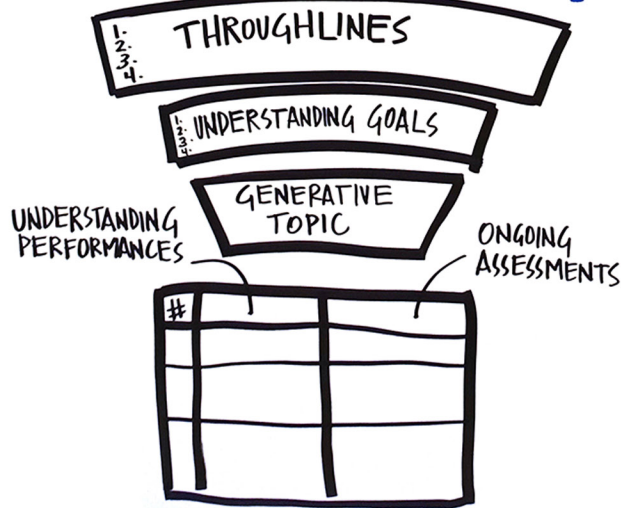 1.
2.
3.
4.
THROUGHLINES
1.
2.
3.
4.
UNDERSTANDING GOALS
GENERATIVE
TOPIC
UNDERSTANDING
PERFORMANCES
ONGOING
ASSESSMENTS
#